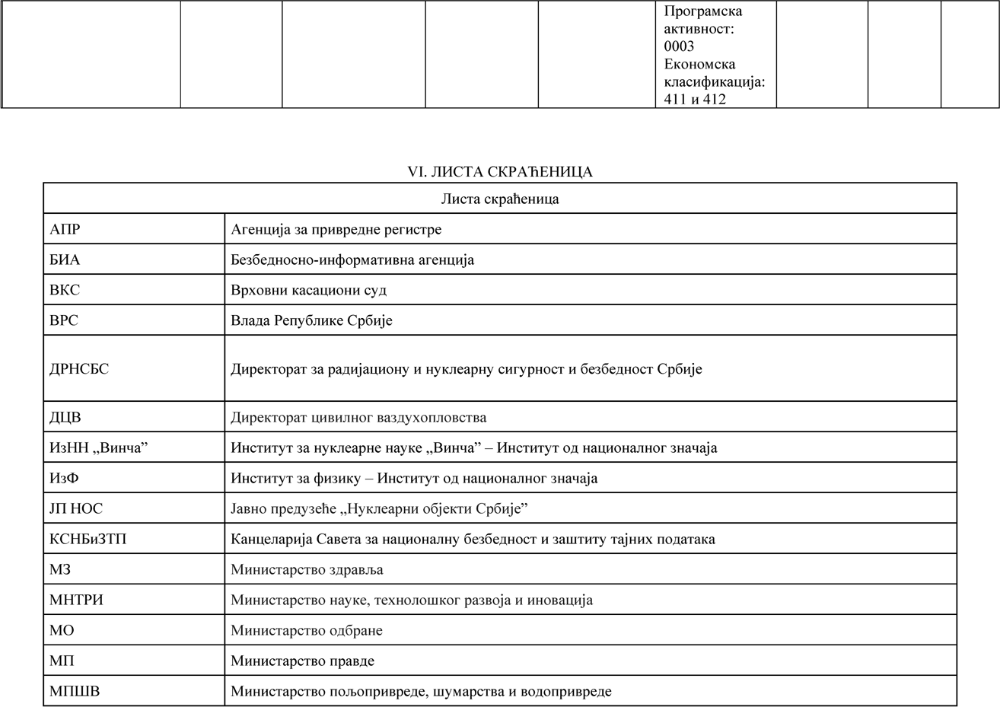 Програмска
активност:
0003
Економска
класификација:
411 и 412
VI. ЛИСТА СКРАЋЕНИЦА
Листа скраћеница
АПР Агенција за привредне регистре
БИА Безбедносно-информативна агенција
ВКС Врховни касациони суд
ВРС Влада Републике Србије
ДРНСБС Директорат за радијациону и нуклеарну сигурност и безбедност Србије
ДЦВ Директорат цивилног ваздухопловства
ИзНН „Винча” Институт за нуклеарне науке „Винча” – Институт од националног значаја
ИзФ Институт за физику – Институт од националног значаја
ЈП НОС Јавно предузеће „Нуклеарни објекти Србије”
КСНБиЗТП Канцеларија Савета за националну безбедност и заштиту тајних података
МЗ Министарство здравља
МНТРИ Министарство науке, технолошког развоја и иновација
МО Министарство одбране
МП Министарство правде
МПШВ Министарство пољопривреде, шумарства и водопривреде